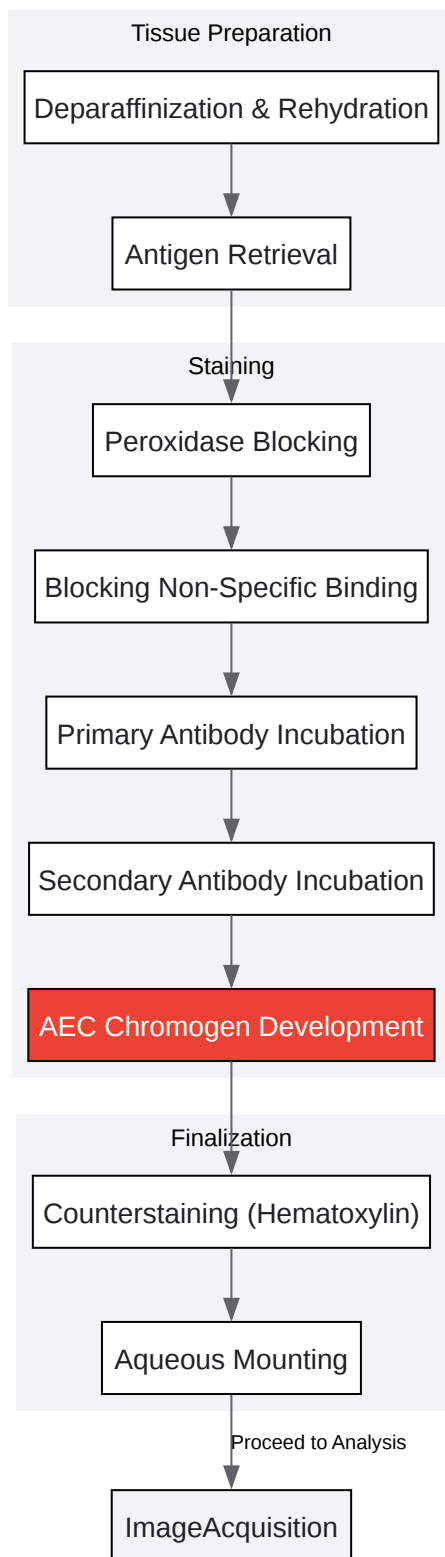 Tissue Preparation
Deparaffinization & Rehydration
Antigen Retrieval
Staining
Peroxidase Blocking
Blocking Non-Specific Binding
Primary Antibody Incubation
Secondary Antibody Incubation
AEC Chromogen Development
Finalization
Counterstaining (Hematoxylin)
Aqueous Mounting
Proceed to Analysis
ImageAcquisition